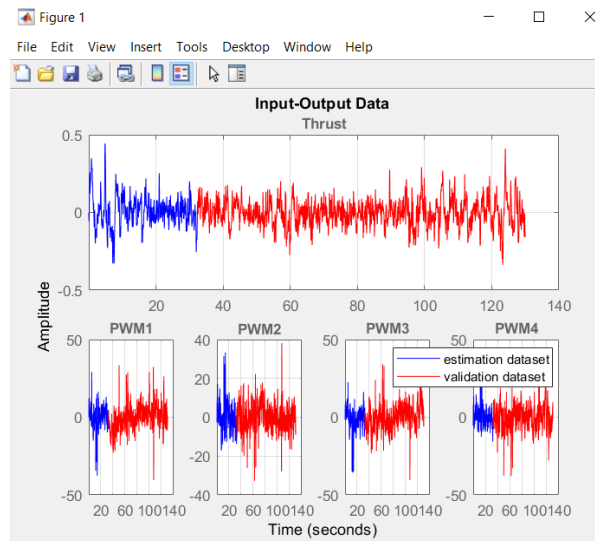 Figure 1
File Edit View Insert Tools Desktop Window Help
Input-Output Data
Thrust
0.5
0
-0.5
20 40 60 80 100 120 140
Amplitude
PWM1 PWM2 PWM3 PWM4
50 40 50 50
20
0 0 0 0
-20
-50 -40 -50 -50
estimation dataset
validation dataset
20 60 100140 20 60 100140 20 60 100140 20 60 100140
Time (seconds)